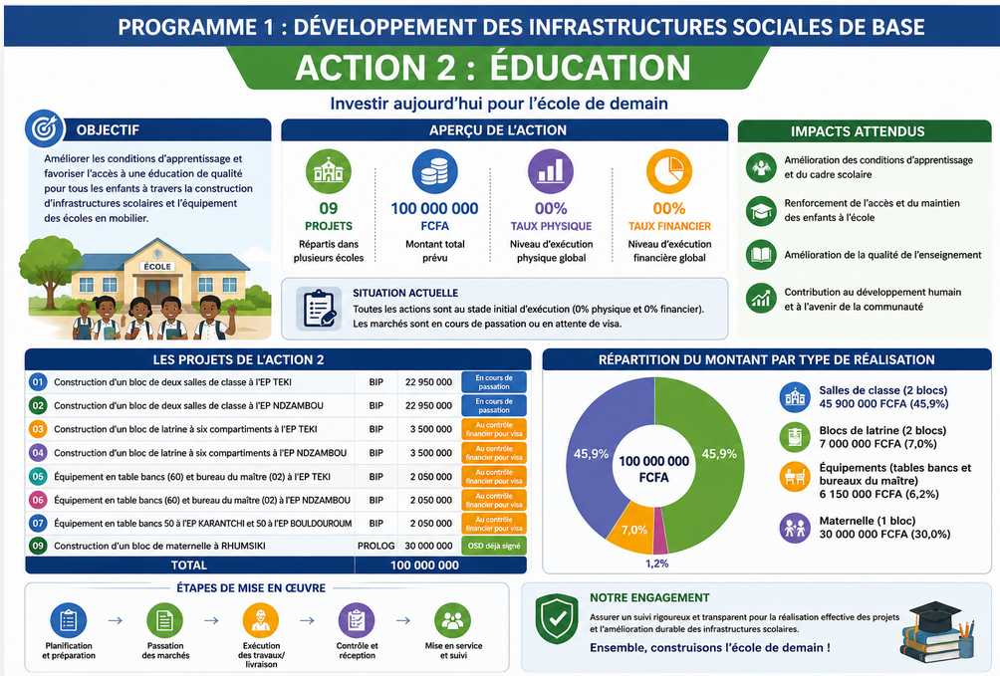 PROGRAMME 1 : DÉVELOPPEMENT DES INFRASTRUCTURES SOCIALES DE BASE
ACTION 2 : ÉDUCATION
Investir aujourd'hui pour l'école de demain
OBJECTIF
Améliorer les conditions d'apprentissage et
favoriser l'accès à une éducation de qualité
pour tous les enfants à travers la construction
d'infrastructures scolaires et l'équipement
des écoles en mobilier.
ÉCOLE
APERÇU DE L'ACTION
09
PROJETS
Répartis dans
plusieurs écoles
100 000 000
FCFA
Montant total
prévu
00%
TAUX PHYSIQUE
Niveau d'exécution
physique global
00%
TAUX FINANCIER
Niveau d'exécution
financière global
SITUATION ACTUELLE
Toutes les actions sont au stade initial d'exécution (0% physique et 0% financier).
Les marchés sont en cours de passation ou en attente de visa.
IMPACTS ATTENDUS
Amélioration des conditions d'apprentissage
et du cadre scolaire
Renforcement de l'accès et du maintien
des enfants à l'école
Amélioration de la qualité de l'enseignement
Contribution au développement humain
et à l'avenir de la communauté
LES PROJETS DE L'ACTION 2
01 Construction d'un bloc de deux salles de classe à l'EP TEKI BIP 22 950 000 En cours de passation
02 Construction d'un bloc de deux salles de classe à l'EP NDZAMBOU BIP 22 950 000 En cours de passation
03 Construction d'un bloc de latrine à six compartiments à l'EP TEKI BIP 3 500 000 Au contrôle financier pour visa
04 Construction d'un bloc de latrine à six compartiments à l'EP NDZAMBOU BIP 3 500 000 Au contrôle financier pour visa
05 Équipement en table bancs (60) et bureau du maître (02) à l'EP TEKI BIP 2 050 000 Au contrôle financier pour visa
06 Équipement en table bancs (60) et bureau du maître (02) à l'EP NDZAMBOU BIP 2 050 000 Au contrôle financier pour visa
07 Équipement en table bancs 50 à l'EP KARANTCHI et 50 à l'EP BOULDOUROUM BIP 2 050 000 Au contrôle financier pour visa
09 Construction d'un bloc de maternelle à RHUMSIKI PROLOG 30 000 000 OSD déjà signé
TOTAL 100 000 000
RÉPARTITION DU MONTANT PAR TYPE DE RÉALISATION
45,9%
45,9%
7,0%
1,2%
100 000 000
FCFA
Salles de classe (2 blocs)
45 900 000 FCFA (45,9%)
Blocs de latrine (2 blocs)
7 000 000 FCFA (7,0%)
Équipements (tables bancs et
bureaux du maître)
6 150 000 FCFA (6,2%)
Maternelle (1 bloc)
30 000 000 FCFA (30,0%)
ÉTAPES DE MISE EN ŒUVRE
Planification
et préparation
Passation
des marchés
Exécution
des travaux/
livraison
Contrôle et
réception
Mise en service
et suivi
NOTRE ENGAGEMENT
Assurer un suivi rigoureux et transparent pour la réalisation effective des projets
et l'amélioration durable des infrastructures scolaires.
Ensemble, construisons l'école de demain !